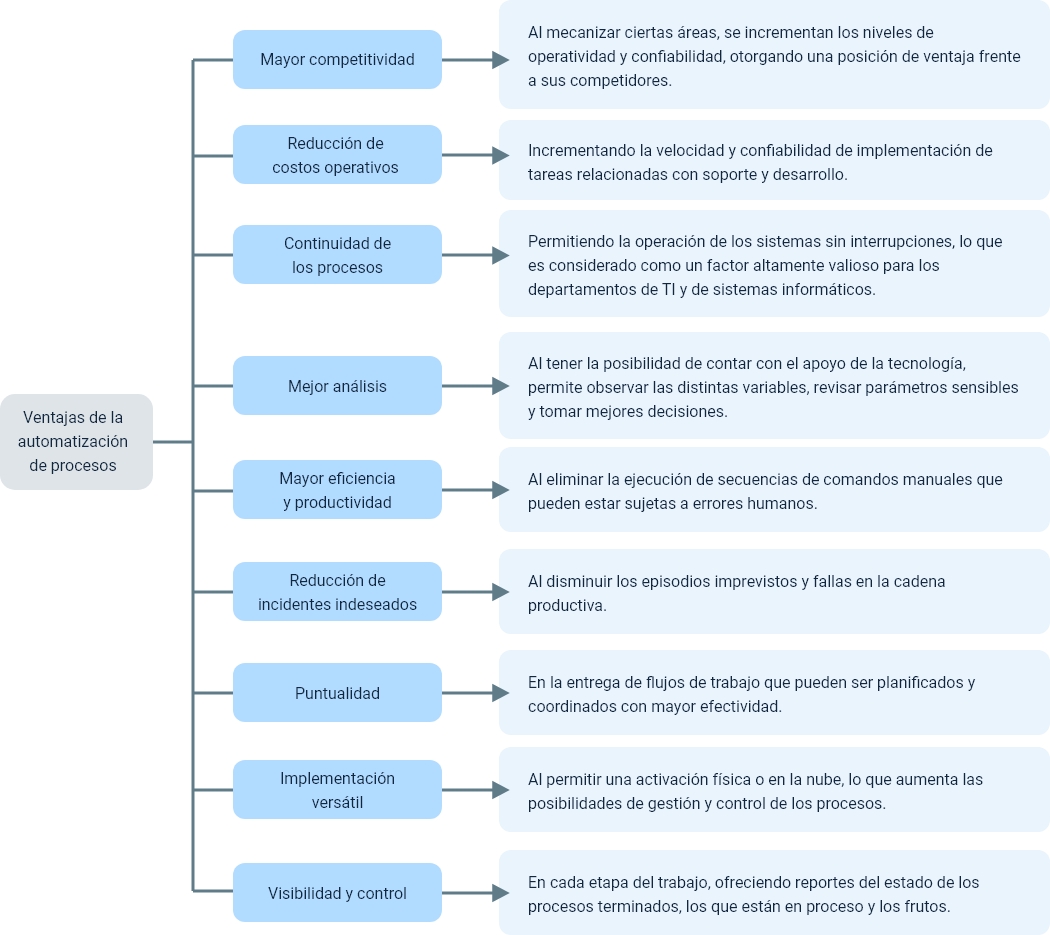 Ventajas de la
automatización
de procesos
Mayor competitividad
Al mecanizar ciertas áreas, se incrementan los niveles de
operatividad y confiabilidad, otorgando una posición de ventaja frente
a sus competidores.
Reducción de
costos operativos
Incrementando la velocidad y confiabilidad de implementación de
tareas relacionadas con soporte y desarrollo.
Continuidad de
los procesos
Permitiendo la operación de los sistemas sin interrupciones, lo que
es considerado como un factor altamente valioso para los
departamentos de TI y de sistemas informáticos.
Mejor análisis
Al tener la posibilidad de contar con el apoyo de la tecnología,
permite observar las distintas variables, revisar parámetros sensibles
y tomar mejores decisiones.
Mayor eficiencia
y productividad
Al eliminar la ejecución de secuencias de comandos manuales que
pueden estar sujetas a errores humanos.
Reducción de
incidentes indeseados
Al disminuir los episodios imprevistos y fallas en la cadena
productiva.
Puntualidad
En la entrega de flujos de trabajo que pueden ser planificados y
coordinados con mayor efectividad.
Implementación
versátil
Al permitir una activación física o en la nube, lo que aumenta las
posibilidades de gestión y control de los procesos.
Visibilidad y control
En cada etapa del trabajo, ofreciendo reportes del estado de los
procesos terminados, los que están en proceso y los frutos.